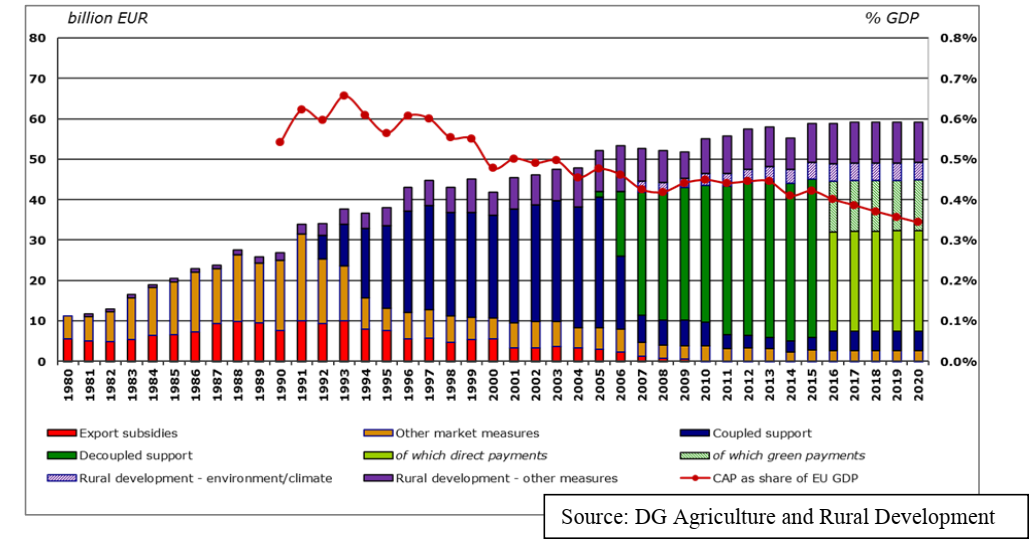 billion EUR % GDP
80 0.8%
70 0.7%
60 0.6%
50 0.5%
40 0.4%
30 0.3%
20 0.2%
10 0.1%
0 0.0%
1980 1981 1982 1983 1984 1985 1986 1987 1988 1989 1990 1991 1992 1993 1994 1995 1996 1997 1998 1999 2000 2001 2002 2003 2004 2005 2006 2007 2008 2009 2010 2011 2012 2013 2014 2015 2016 2017 2018 2019 2020
Export subsidies Other market measures Coupled support
Decoupled support of which direct payments of which green payments
Rural development - environment/climate Rural development - other measures CAP as share of EU GDP
Source: DG Agriculture and Rural Development